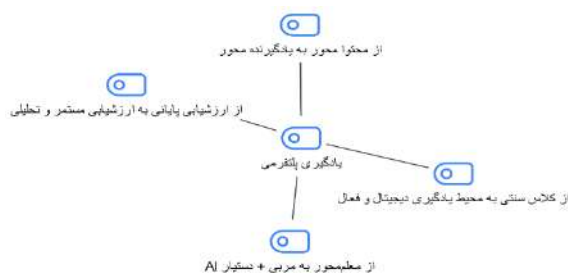 از محتوا محور به یادگیرنده محور
از ارزشیابی پایانی به ارزشیابی مستمر و تحلیلی
یادگیری پلتفرمی
از کلاس سنتی به محیط یادگیری دیجیتال و فعال
از معلم‌محور به مربی + دستیار AI